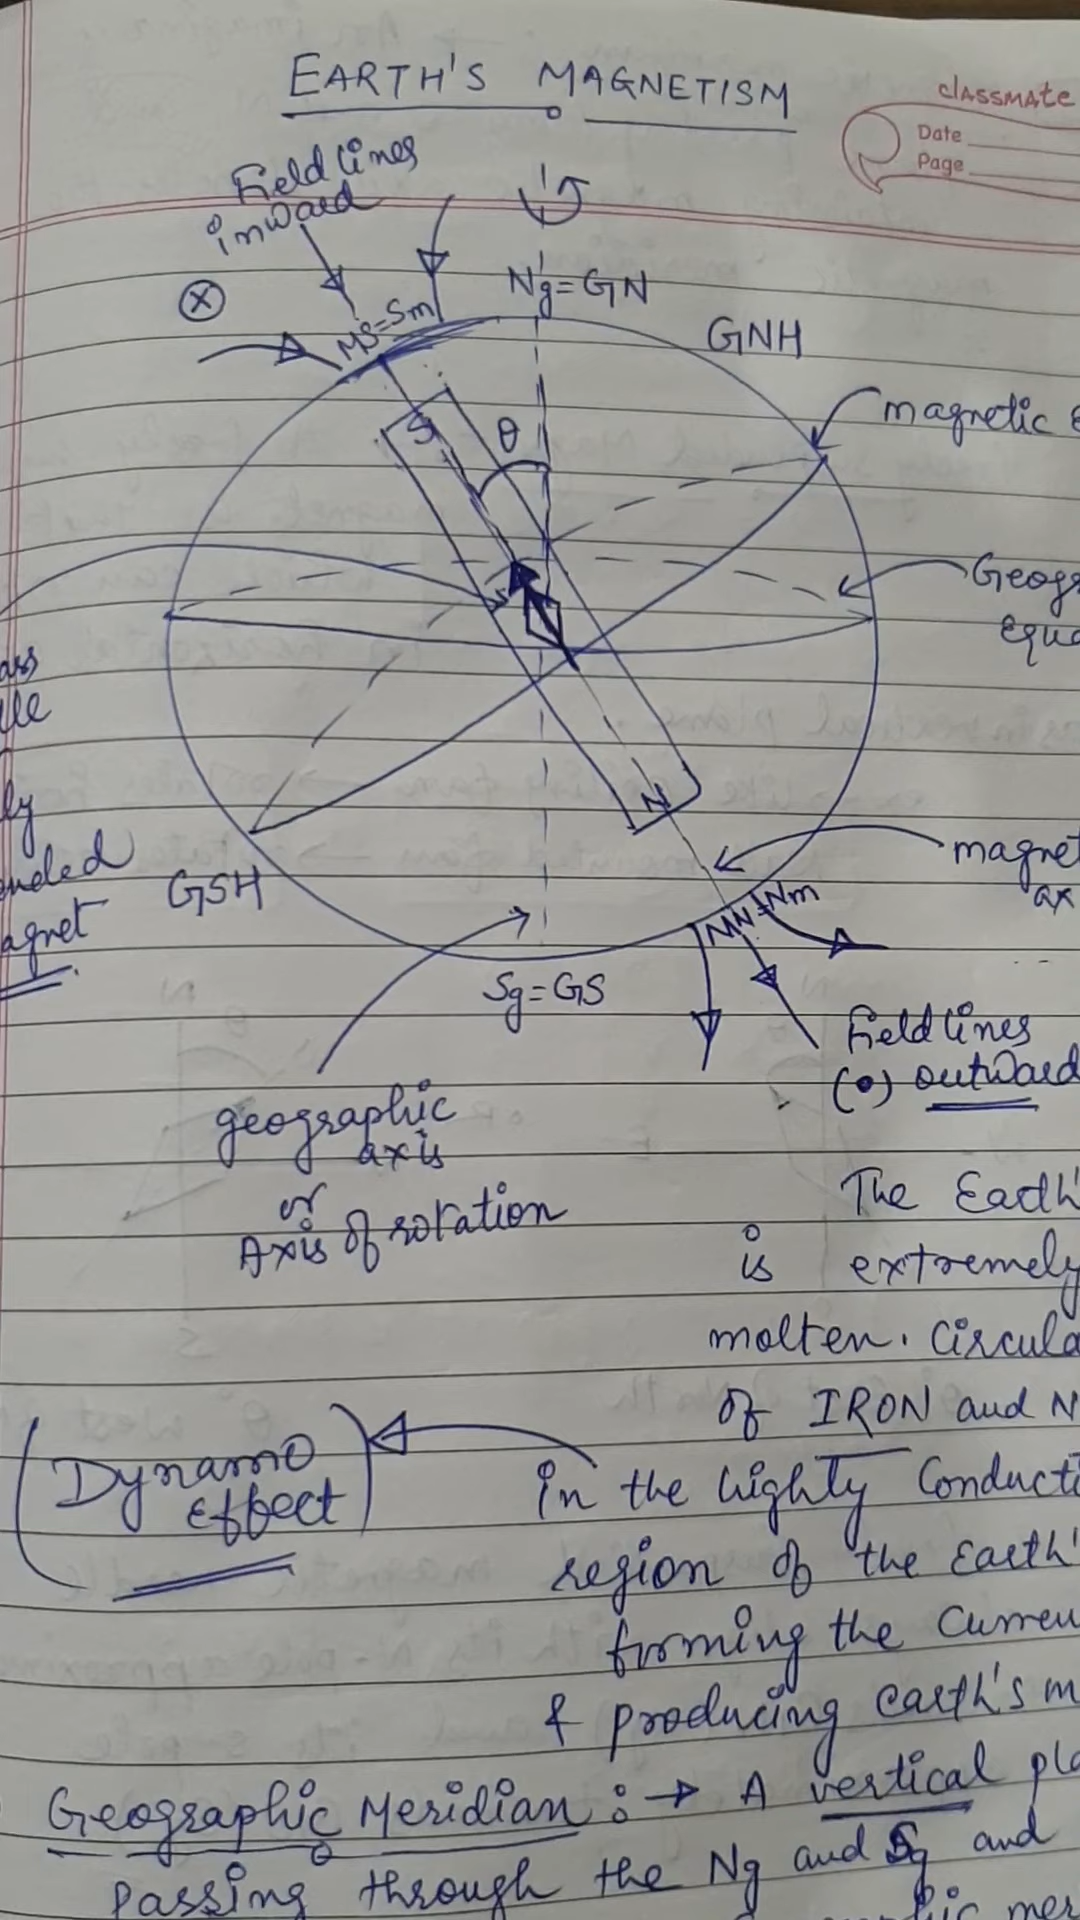 EARTH'S MAGNETISM
classmate
Date
Page
Field lines
inward
Ng=GN
MS=Sm
GNH
magnetic
S
θ
Geog
equ
N
GSH
magnet
ax
MN=Nm
Sg=GS
agnet
Field lines
(•) outward
geographic
axis
or
Axis of rotation
The Earth'
is extremely
molten. Circula
of IRON and N
Dynamo
Effect
in the highly Conducti
region of the Earth'
forming the Curren
& producing earth's m
Geographic Meridian :→ A vertical pla
passing through the Ng and Sg and